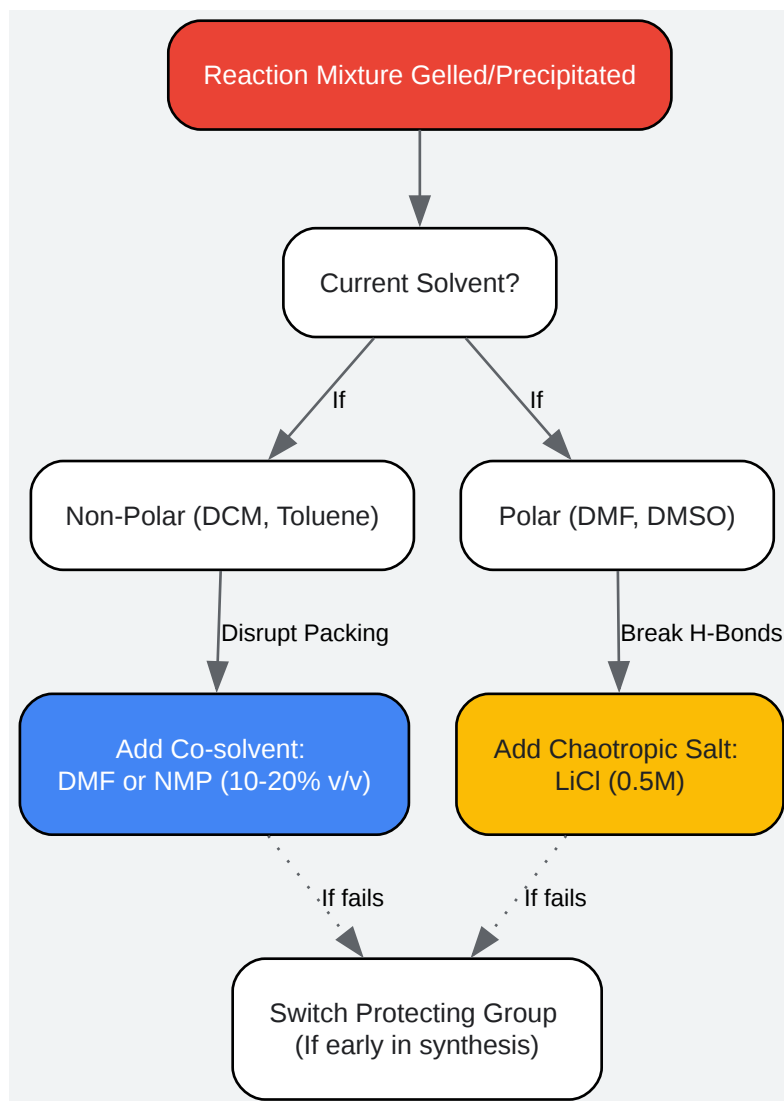 Reaction Mixture Gelled/Precipitated
Current Solvent?
If
If
Non-Polar (DCM, Toluene)
Polar (DMF, DMSO)
Disrupt Packing
Break H-Bonds
Add Co-solvent:
DMF or NMP (10-20% v/v)
Add Chaotropic Salt:
LiCl (0.5M)
If fails
If fails
Switch Protecting Group
(If early in synthesis)